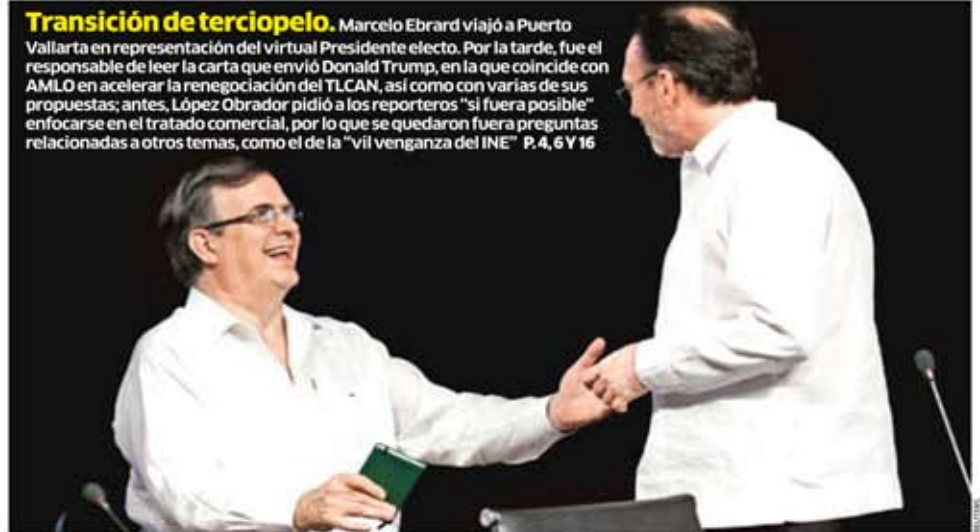 Transición de terciopelo. Marcelo Ebrard viajó a Puerto
Vallarta en representación del virtual Presidente electo. Por la tarde, fue el
responsable de leer la carta que envió Donald Trump, en la que coincide con
AMLO en acelerar la renegociación del TLCAN, así como con varias de sus
propuestas; antes, López Obrador pidió a los reporteros "si fuera posible"
enfocarse en el tratado comercial, por lo que se quedaron fuera preguntas
relacionadas a otros temas, como el de la "vil venganza del INE" P. 4, 6 Y 16